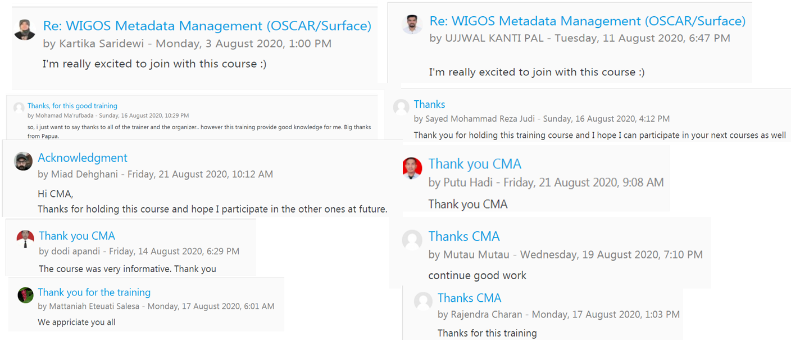 Re: WIGOS Metadata Management (OSCAR/Surface)
by Kartika Saridewi - Monday, 3 August 2020, 1:00 PM
I'm really excited to join with this course :)
Thanks, for this good training
by Mohamad Ma'rufbada - Sunday, 16 August 2020, 10:29 PM
so, i just want to say thanks to all of the trainer and the organizer.. however this training provide good knowledge for me. Big thanks
from Papua.
Acknowledgment
by Miad Dehghani - Friday, 21 August 2020, 10:12 AM
Hi CMA,
Thanks for holding this course and hope I participate in the other ones at future.
Thank you CMA
by dodi apandi - Friday, 14 August 2020, 6:29 PM
The course was very informative. Thank you
Thank you for the training
by Mattaniah Eteuati Salesa - Monday, 17 August 2020, 6:01 AM
We appriciate you all
Re: WIGOS Metadata Management (OSCAR/Surface)
by UJJWAL KANTI PAL - Tuesday, 11 August 2020, 6:47 PM
I'm really excited to join with this course :)
Thanks
by Sayed Mohammad Reza Judi - Sunday, 16 August 2020, 4:12 PM
Thank you for holding this training course and I hope I can participate in your next courses as well
Thank you CMA
by Putu Hadi - Friday, 21 August 2020, 9:08 AM
Thank you CMA
Thanks CMA
by Mutau Mutau - Wednesday, 19 August 2020, 7:10 PM
continue good work
Thanks CMA
by Rajendra Charan - Monday, 17 August 2020, 1:03 PM
Thanks for this training